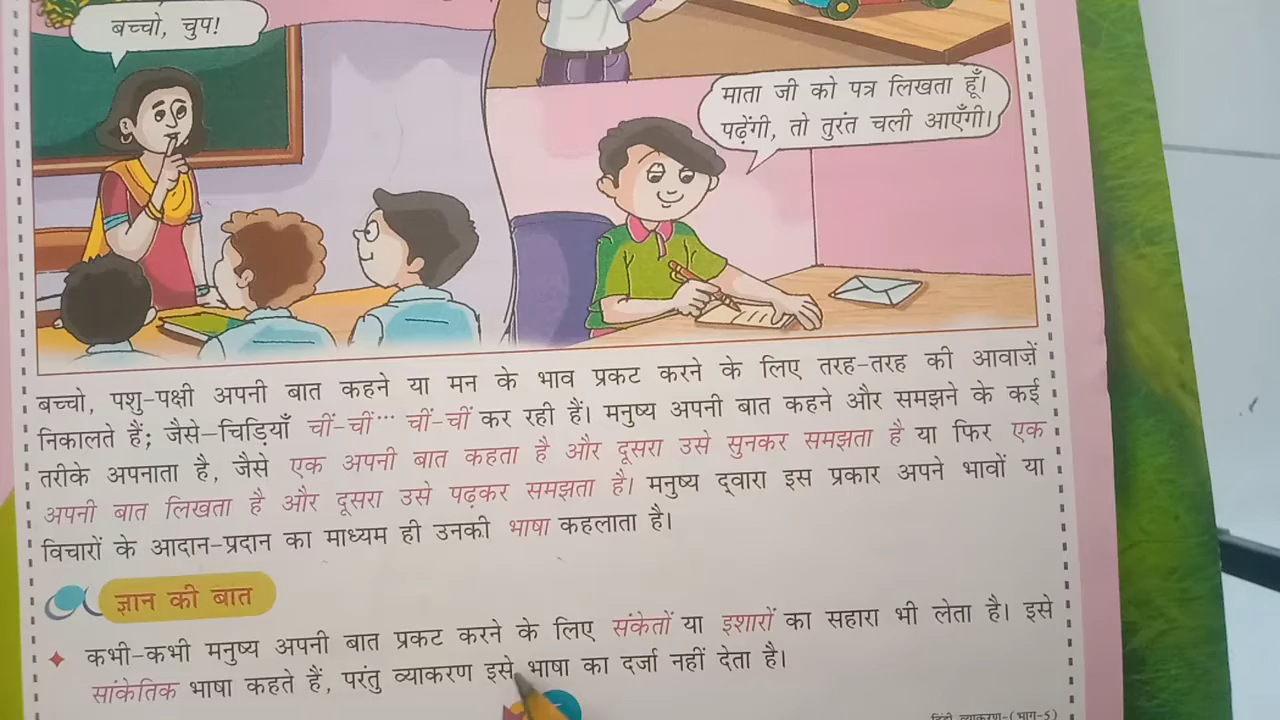 बच्चो, चुप!
माता जी को पत्र लिखता हूँ।
पढ़ेंगी, तो तुरंत चली आएँगी।
बच्चो, पशु-पक्षी अपनी बात कहने या मन के भाव प्रकट करने के लिए तरह-तरह की आवाज़ें
निकालते हैं; जैसे–चिड़ियाँ चीं-चीं··· चीं-चीं कर रही हैं। मनुष्य अपनी बात कहने और समझने के कई
तरीके अपनाता है, जैसे एक अपनी बात कहता है और दूसरा उसे सुनकर समझता है या फिर एक
अपनी बात लिखता है और दूसरा उसे पढ़कर समझता है। मनुष्य द्वारा इस प्रकार अपने भावों या
विचारों के आदान-प्रदान का माध्यम ही उनकी भाषा कहलाता है।
ज्ञान की बात
कभी-कभी मनुष्य अपनी बात प्रकट करने के लिए संकेतों या इशारों का सहारा भी लेता है। इसे
सांकेतिक भाषा कहते हैं, परंतु व्याकरण इसे भाषा का दर्जा नहीं देता है।
हिंदी व्याकरण-(भाग-5)